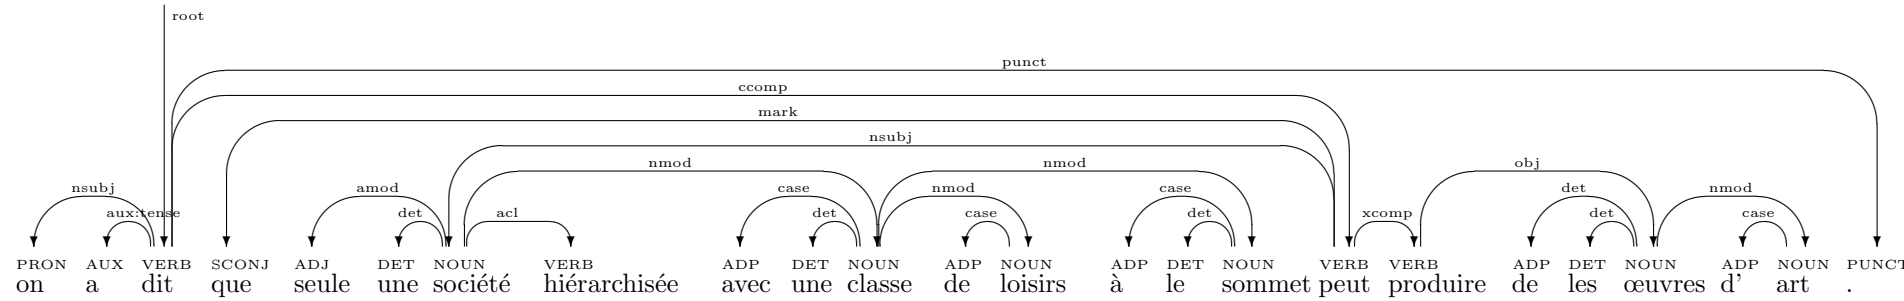 root
punct
ccomp
mark
nsubj
nmod nmod obj
nsubj amod case nmod case det nmod
aux:tense det acl det case det xcomp det case
PRON AUX VERB SCONJ ADJ DET NOUN VERB ADP DET NOUN ADP NOUN ADP DET NOUN VERB VERB ADP DET NOUN ADP NOUN PUNCT
on a dit que seule une société hiérarchisée avec une classe de loisirs à le sommet peut produire de les œuvres d' art .